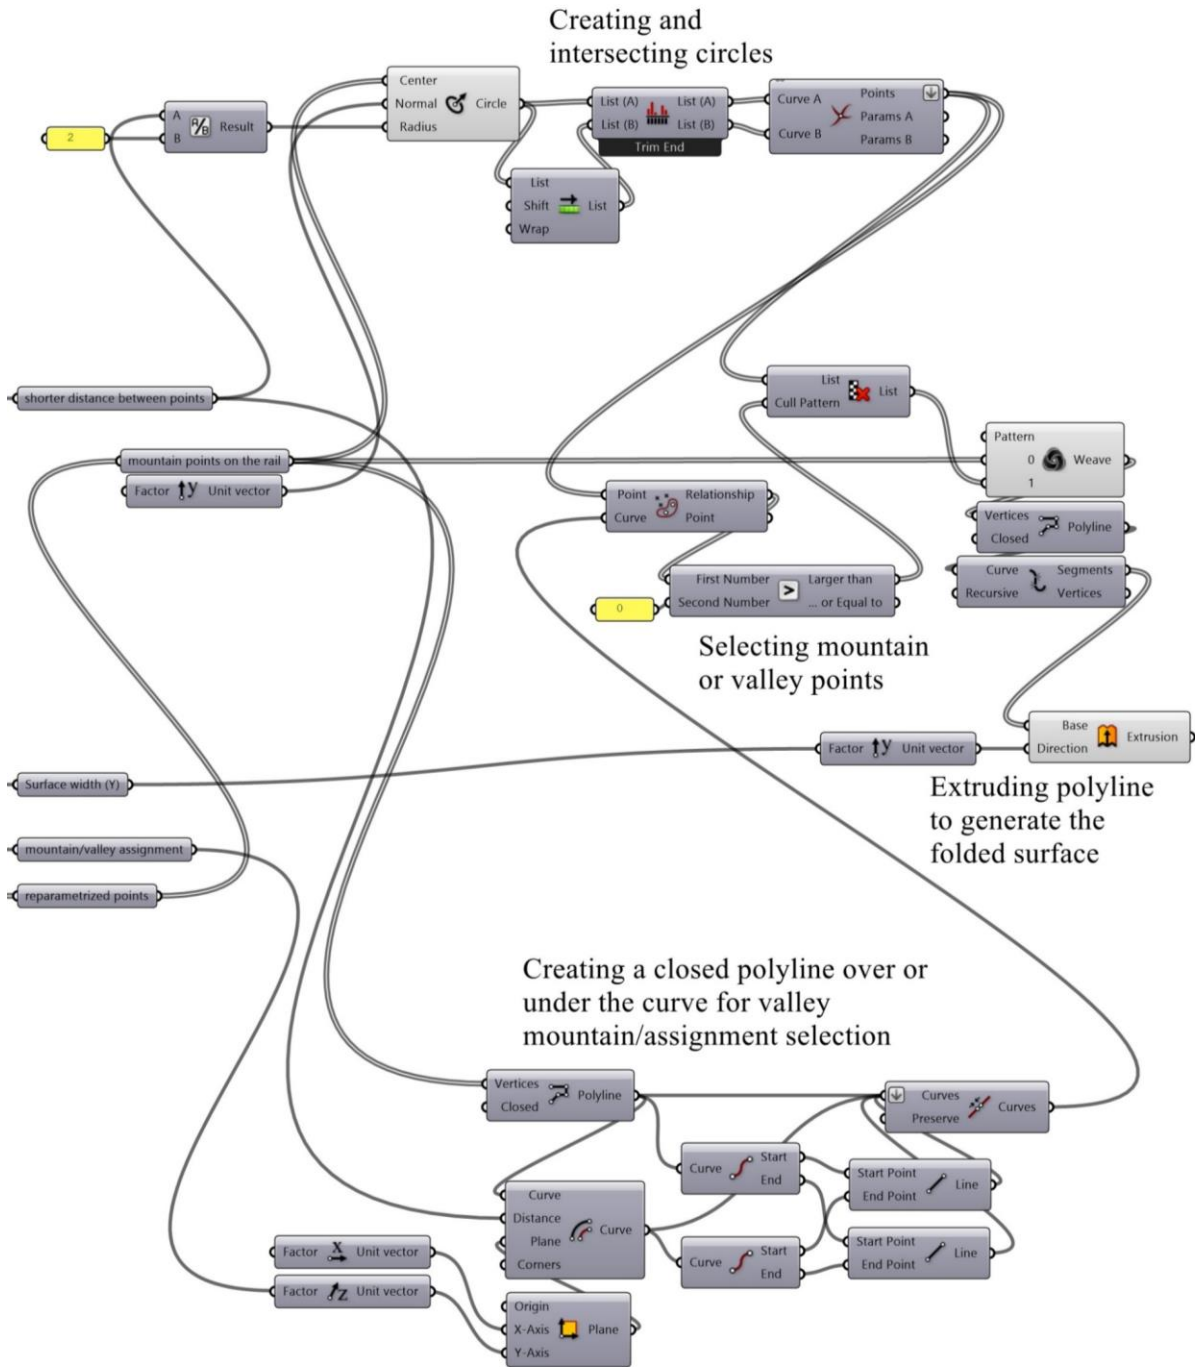 Creating and
intersecting circles
Center
Normal Circle
Radius
A
B
Result
2
List (A) List (A)
List (B) List (B)
Trim End
Curve A
Curve B
Points
Params A
Params B
List
Shift List
Wrap
shorter distance between points
List
Cull Pattern
List
mountain points on the rail
Factor y Unit vector
Pattern
0 Weave
1
Point Relationship
Curve Point
Vertices
Closed
Polyline
Curve Segments
Recursive Vertices
First Number > Larger than
Second Number ... or Equal to
0
Selecting mountain
or valley points
Base
Direction
Extrusion
Factor y Unit vector
Surface width (Y)
Extruding polyline
to generate the
folded surface
mountain/valley assignment
reparametrized points
Creating a closed polyline over or
under the curve for valley
mountain/assignment selection
Vertices
Closed
Polyline
Curves
Preserve
Curves
Curve
Start
End
Start Point
End Point
Line
Curve
Distance
Plane
Corners
Curve
Curve
Start
End
Start Point
End Point
Line
Factor x Unit vector
Factor z Unit vector
Origin
X-Axis Plane
Y-Axis